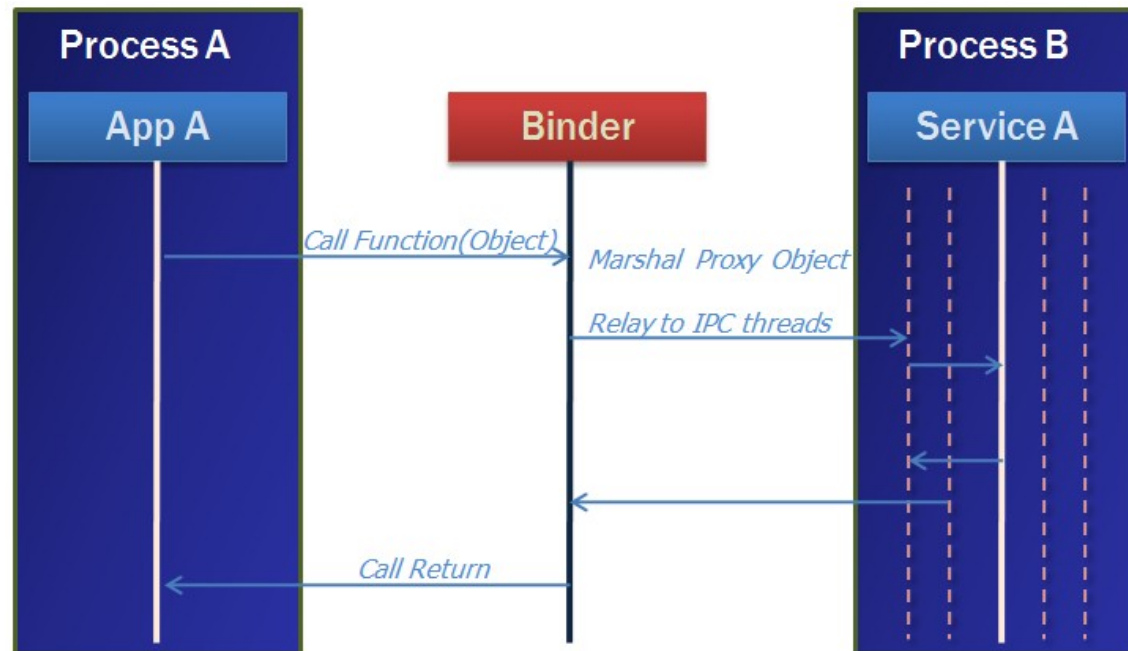 Process A
Process B
App A
Binder
Service A
Call Function(Object)
Marshal Proxy Object
Relay to IPC threads
Call Return